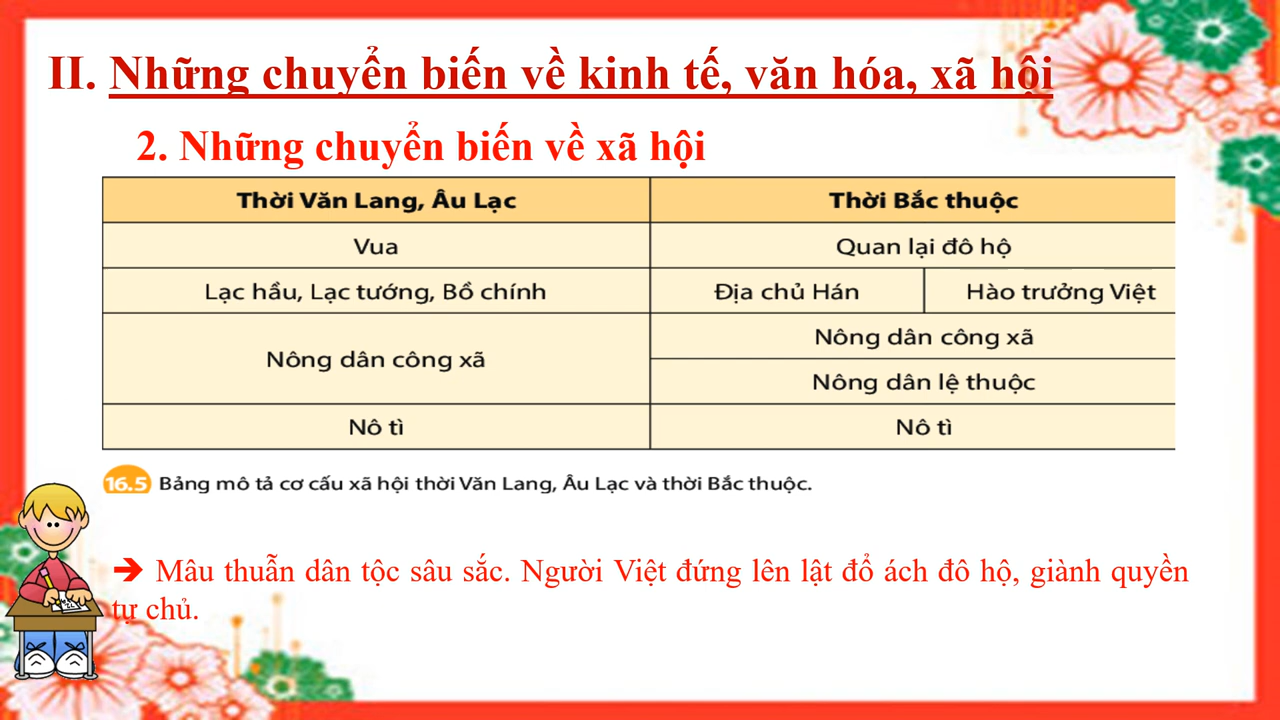 II. Những chuyển biến về kinh tế, văn hóa, xã hội
2. Những chuyển biến về xã hội
Thời Văn Lang, Âu Lạc
Thời Bắc thuộc
Vua
Quan lại đô hộ
Lạc hầu, Lạc tướng, Bồ chính
Địa chủ Hán
Hào trưởng Việt
Nông dân công xã
Nông dân công xã
Nông dân lệ thuộc
Nô tì
Nô tì
16.5 Bảng mô tả cơ cấu xã hội thời Văn Lang, Âu Lạc và thời Bắc thuộc.
➔ Mâu thuẫn dân tộc sâu sắc. Người Việt đứng lên lật đổ ách đô hộ, giành quyền
tự chủ.